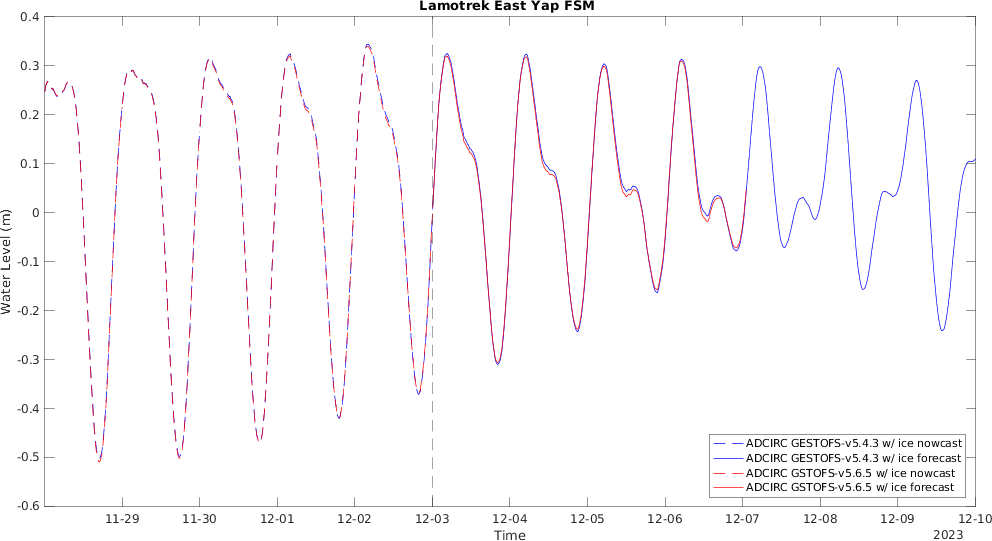 Lamotrek East Yap FSM
0.4
0.3
0.2
0.1
0
-0.1
-0.2
-0.3
-0.4
-0.5
-0.6
Water Level (m)
ADCIRC GESTOFS-v5.4.3 w/ ice nowcast
ADCIRC GESTOFS-v5.4.3 w/ ice forecast
ADCIRC GSTOFS-v5.6.5 w/ ice nowcast
ADCIRC GSTOFS-v5.6.5 w/ ice forecast
11-29 11-30 12-01 12-02 12-03 12-04 12-05 12-06 12-07 12-08 12-09 12-10
Time
2023